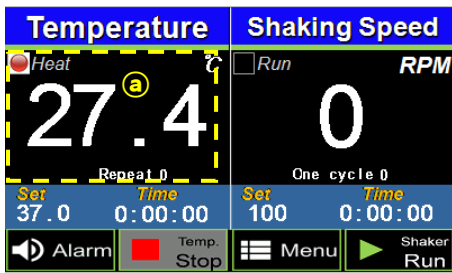 Temperature Shaking Speed
Heat ⓐ ℃ Run RPM
27.4 0
Repeat 0 One cycle 0
Set Time Set Time
37.0 0:00:00 100 0:00:00
Alarm Temp. Stop Menu Shaker Run